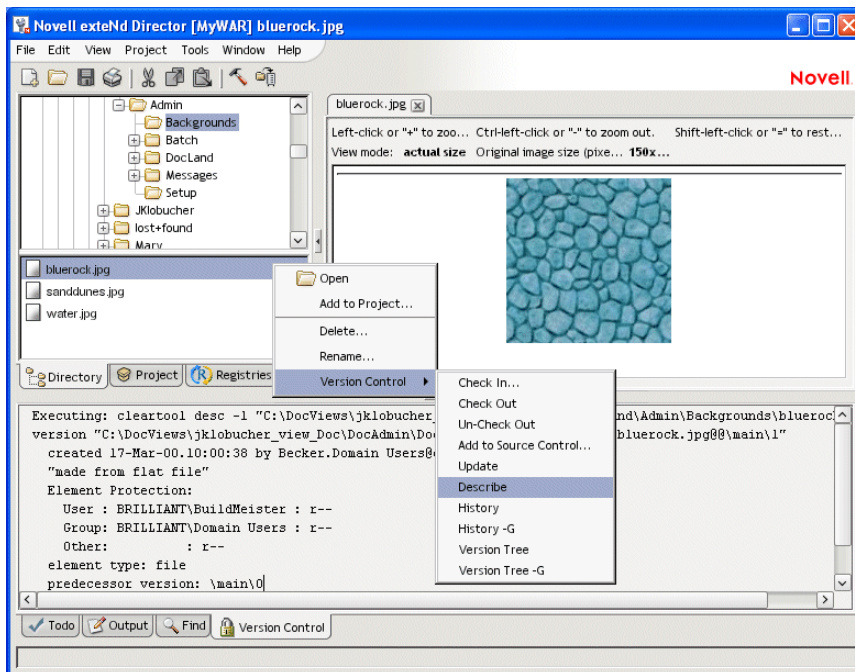 Novell exteNd Director [MyWAR] bluerock.jpg
File Edit View Project Tools Window Help
Novell
Admin
Backgrounds
Batch
DocLand
Messages
Setup
JKlobucher
lost+found
Mary
bluerock.jpg
Left-click or "+" to zoo... Ctrl-left-click or "-" to zoom out. Shift-left-click or "=" to rest...
View mode: actual size Original image size (pixe... 150x...
bluerock.jpg
sanddunes.jpg
water.jpg
Directory Project Registries
Open
Add to Project...
Delete...
Rename...
Version Control
Check In...
Check Out
Un-Check Out
Add to Source Control...
Update
Describe
History
History -G
Version Tree
Version Tree -G
Executing: cleartool desc -l "C:\DocViews\jklobucher_ nd\Admin\Backgrounds\blueroc
version "C:\DocViews\jklobucher_view_Doc\DocAdmin\Do bluerock.jpg@@\main\1"
created 17-Mar-00.10:00:38 by Becker.Domain Users@
"made from flat file"
Element Protection:
User : BRILLIANT\BuildMeister : r--
Group: BRILLIANT\Domain Users : r--
Other: : r--
element type: file
predecessor version: \main\0
Todo Output Find Version Control